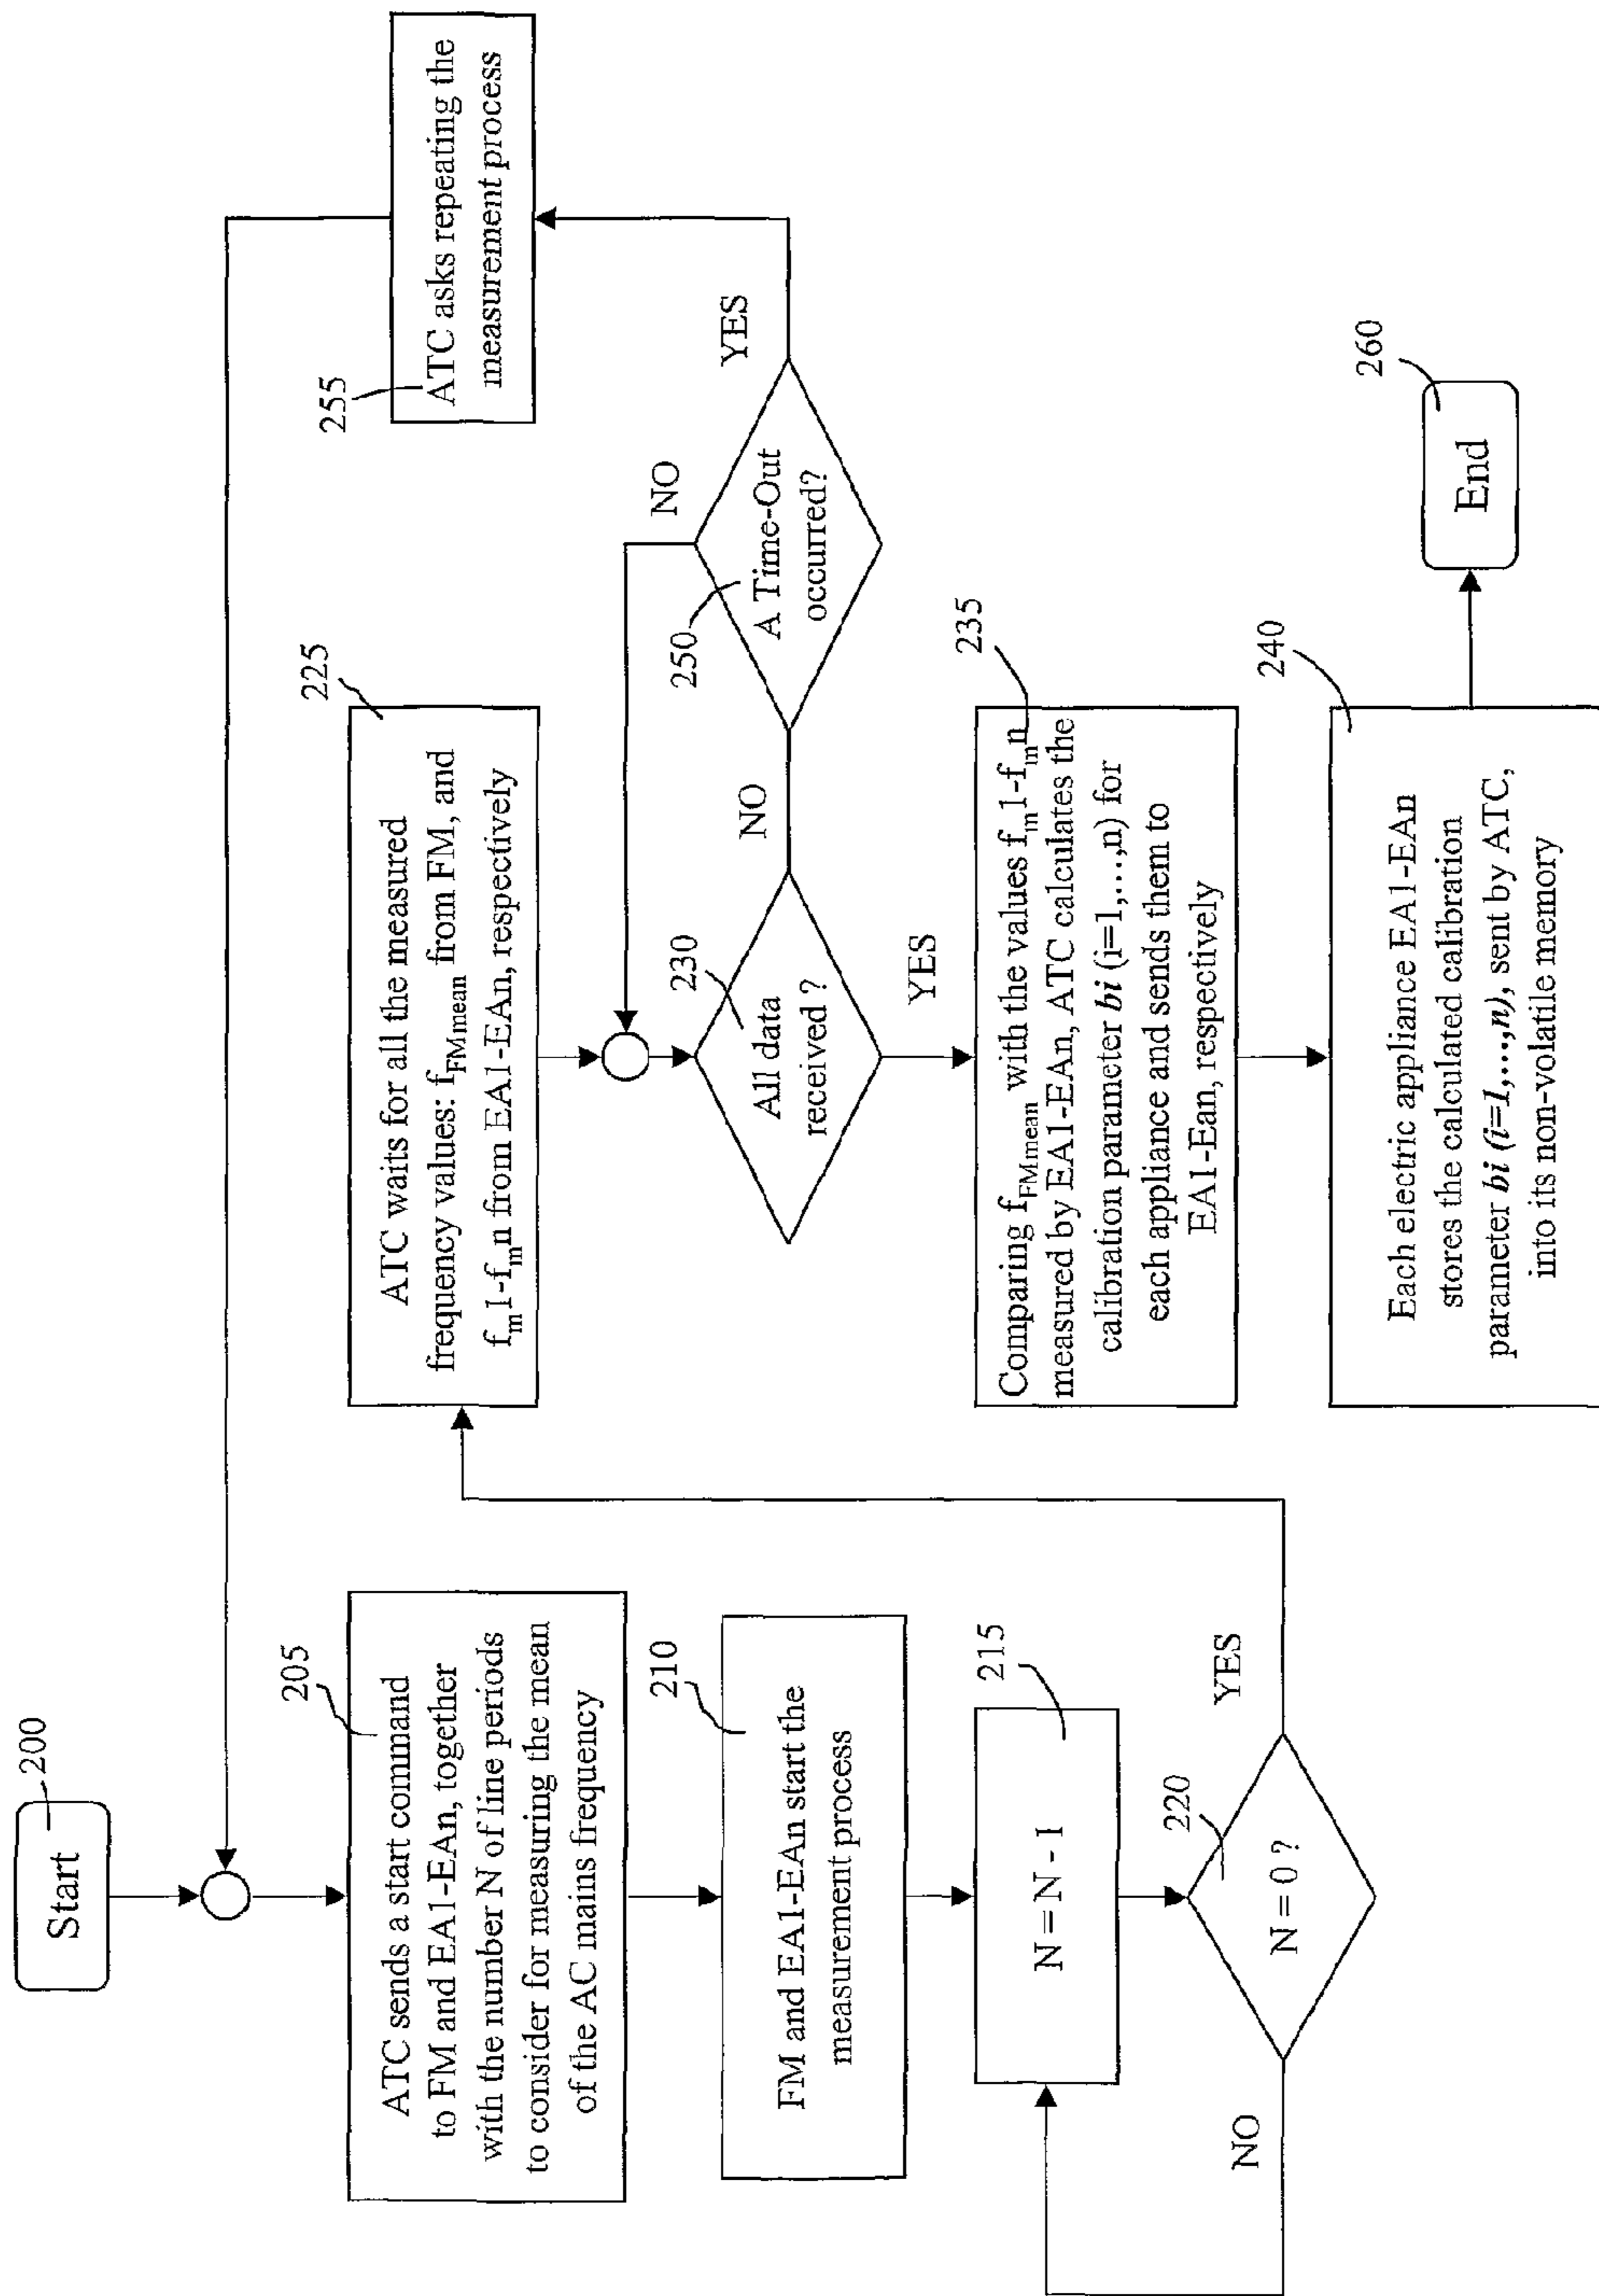 Start
200
ATC sends a start command
to FM and EA1-EAn, together
with the number N of line periods
to consider for measuring the mean
of the AC mains frequency
205
FM and EA1-EAn start the
measurement process
210
N = N - 1
215
N = 0 ?
220
NO
YES
ATC waits for all the measured
frequency values: f_FMmean from FM, and
f_m1-f_mn from EA1-EAn, respectively
225
All data
received ?
230
NO
YES
A Time-Out
occurred?
250
NO
YES
ATC asks repeating the
measurement process
255
Comparing f_FMmean with the values f_m1-f_mn
measured by EA1-EAn, ATC calculates the
calibration parameter bi (i=1,...,n) for
each appliance and sends them to
EA1-Ean, respectively
235
Each electric appliance EA1-EAn
stores the calculated calibration
parameter bi (i=1,...,n), sent by ATC,
into its non-volatile memory
240
End
260